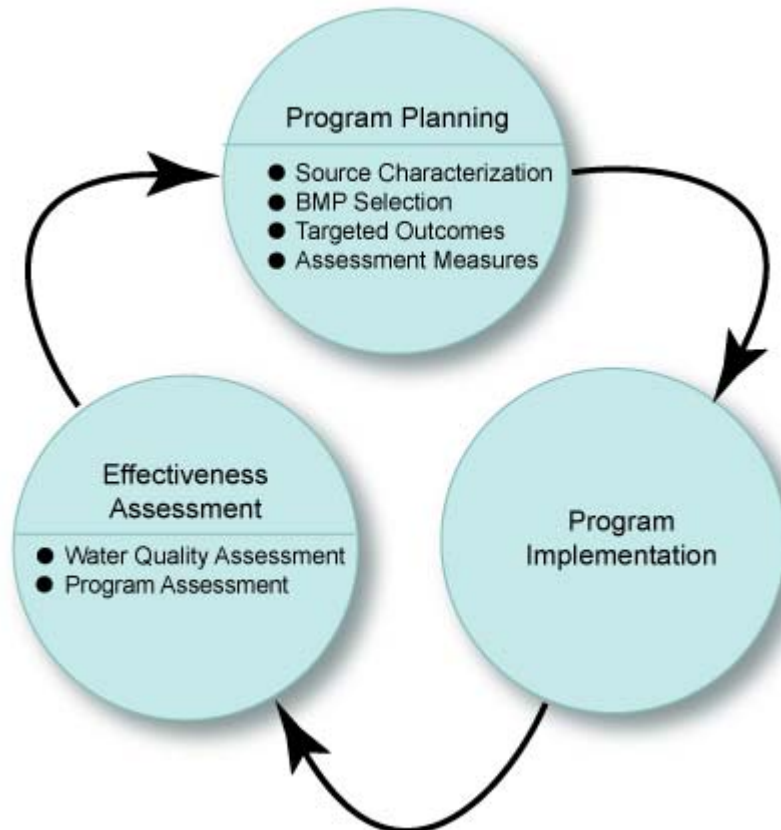 Program Planning
● Source Characterization
● BMP Selection
● Targeted Outcomes
● Assessment Measures
Program
Implementation
Effectiveness
Assessment
● Water Quality Assessment
● Program Assessment